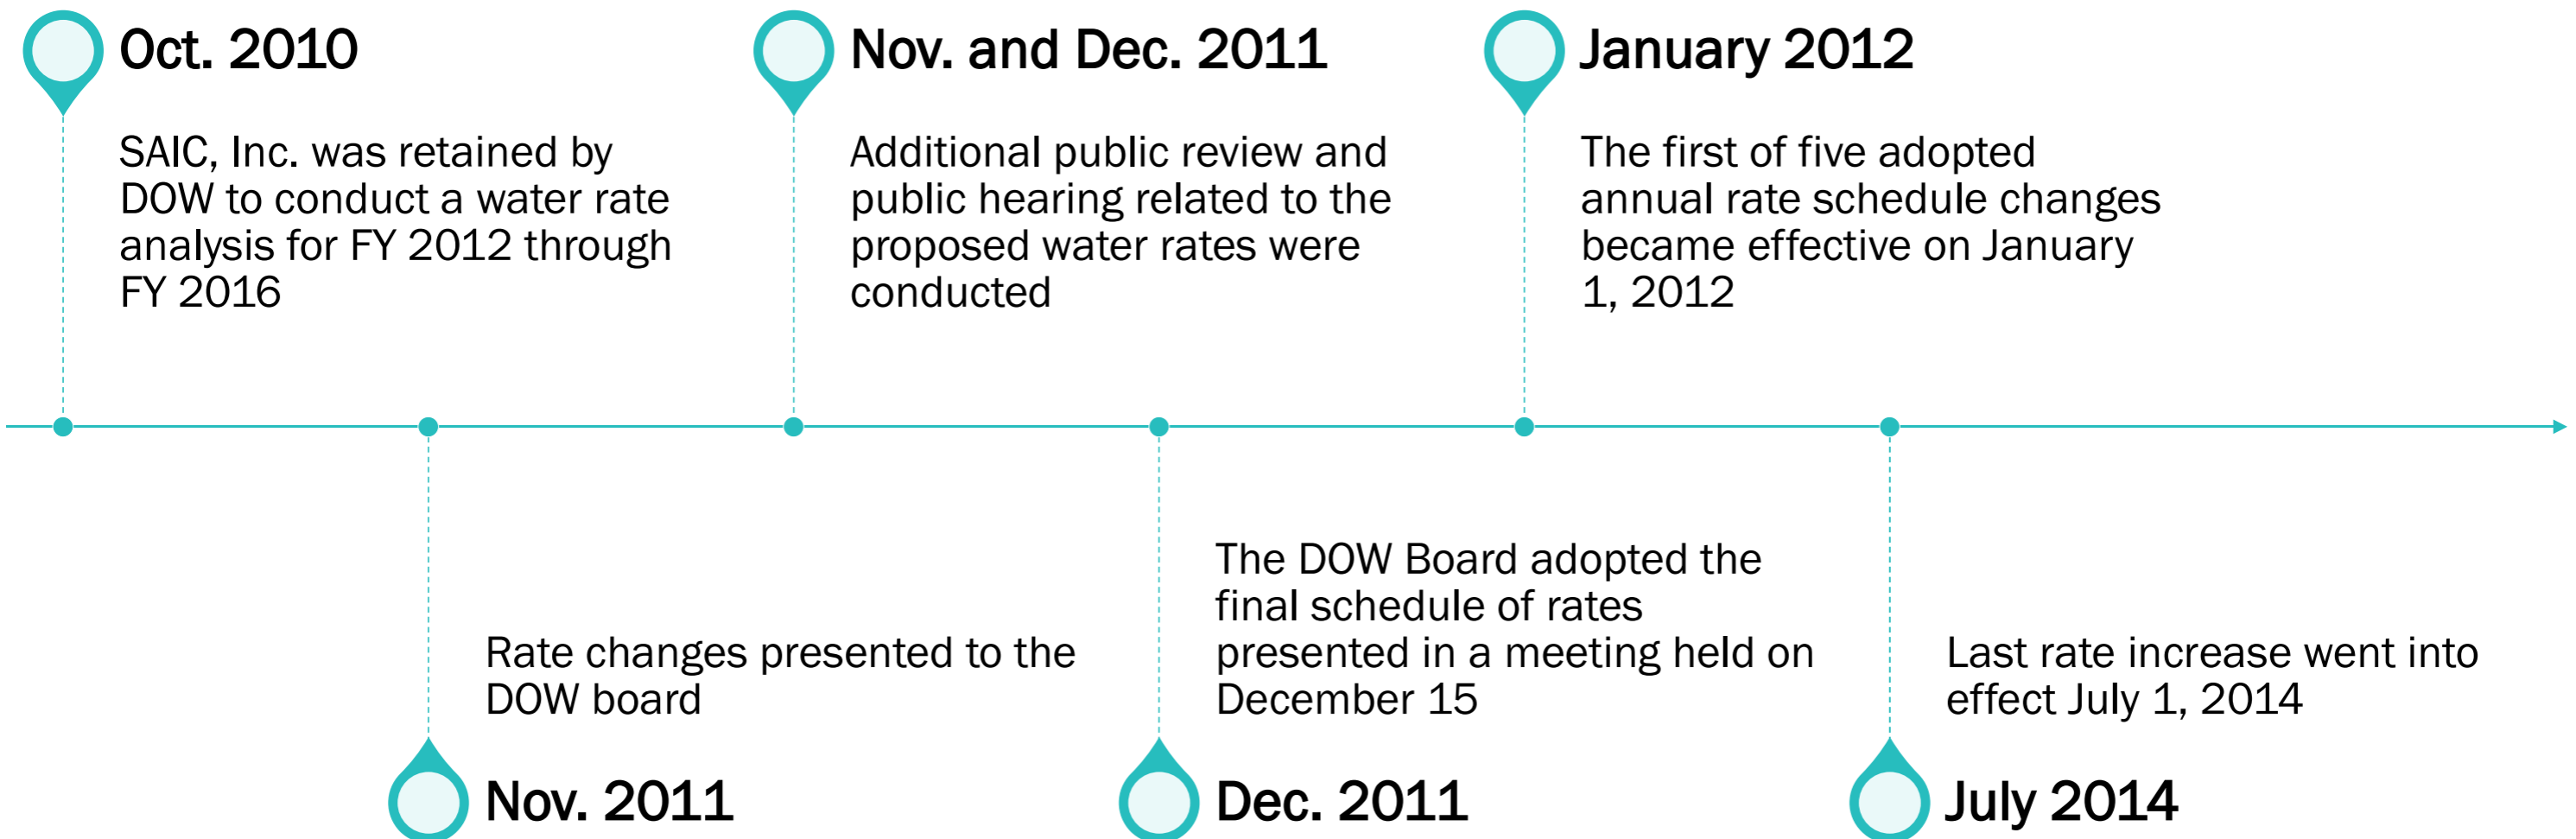 Oct. 2010
SAIC, Inc. was retained by
DOW to conduct a water rate
analysis for FY 2012 through
FY 2016
Nov. 2011
Rate changes presented to the
DOW board
Nov. and Dec. 2011
Additional public review and
public hearing related to the
proposed water rates were
conducted
Dec. 2011
The DOW Board adopted the
final schedule of rates
presented in a meeting held on
December 15
January 2012
The first of five adopted
annual rate schedule changes
became effective on January
1, 2012
July 2014
Last rate increase went into
effect July 1, 2014